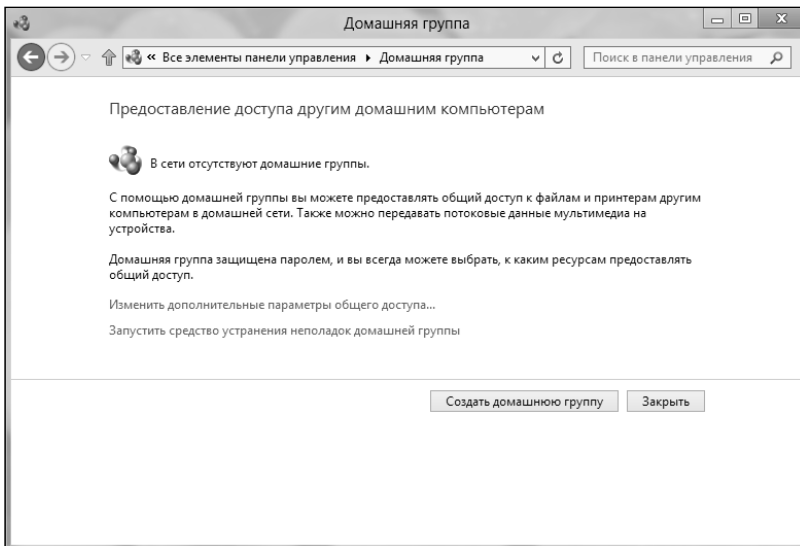 Домашняя группа
« Все элементы панели управления ▸ Домашняя группа
Поиск в панели управления
Предоставление доступа другим домашним компьютерам
В сети отсутствуют домашние группы.
С помощью домашней группы вы можете предоставлять общий доступ к файлам и принтерам другим
компьютерам в домашней сети. Также можно передавать потоковые данные мультимедиа на
устройства.
Домашняя группа защищена паролем, и вы всегда можете выбрать, к каким ресурсам предоставлять
общий доступ.
Изменить дополнительные параметры общего доступа...
Запустить средство устранения неполадок домашней группы
Создать домашнюю группу
Закрыть